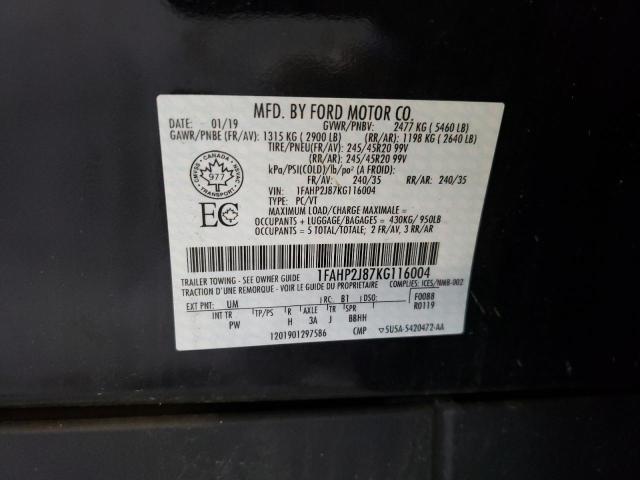 MFD. BY FORD MOTOR CO.
DATE: 01/19 GVWR/PNBV: 2477 KG ( 5460 LB)
GAWR/PNBE (FR/AV): 1315 KG ( 2900 LB) (RR/AR): 1198 KG ( 2640 LB)
TIRE/PNEU(FR/AV): 245/45R20 99V
(RR/AR): 245/45R20 99V
kPa/PSI(COLD)/lb/po² (A FROID):
FR/AV: 240/35 RR/AR: 240/35
VIN: 1FAHP2J87KG116004
TYPE: PC/VT
MAXIMUM LOAD/CHARGE MAXIMALE =
OCCUPANTS + LUGGAGE/BAGAGES = 430KG/ 950LB
OCCUPANTS = 5 TOTAL/TOTALE: 2 FR/AV, 3 RR/AR
CANADA
977
EC
1FAHP2J87KG116004
TRAILER TOWING - SEE OWNER GUIDE
TRACTION D'UNE REMORQUE - VOIR LE GUIDE DU PROPRIETAIRE COMPLIES: ICES/NMB-002
EXT PNT: UM RC: B1 DSO: F0088
INT TR TP/PS R AXLE TR SPR R0119
PW H 3A J BBHH
1201901297586 CMP 5U5A-5420472-AA